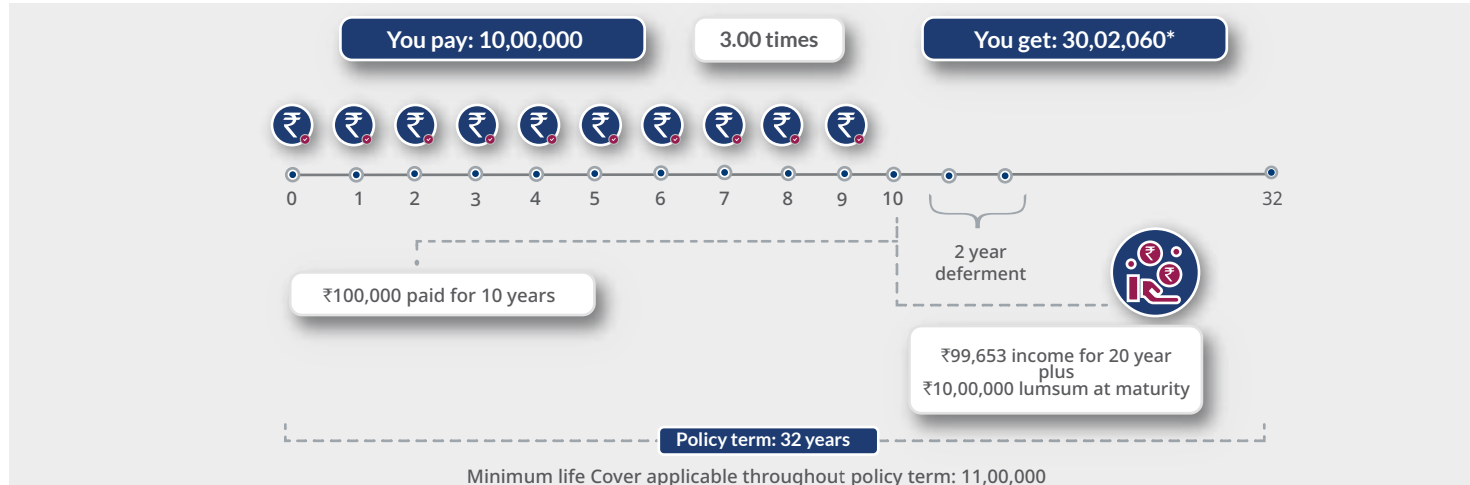 You pay: 10,00,000
3.00 times
You get: 30,02,060*
₹ ₹ ₹ ₹ ₹ ₹ ₹ ₹ ₹ ₹
0 1 2 3 4 5 6 7 8 9 10 32
2 year
deferment
₹100,000 paid for 10 years
₹ ₹
₹99,653 income for 20 year
plus
₹10,00,000 lumsum at maturity
Policy term: 32 years
Minimum life Cover applicable throughout policy term: 11,00,000